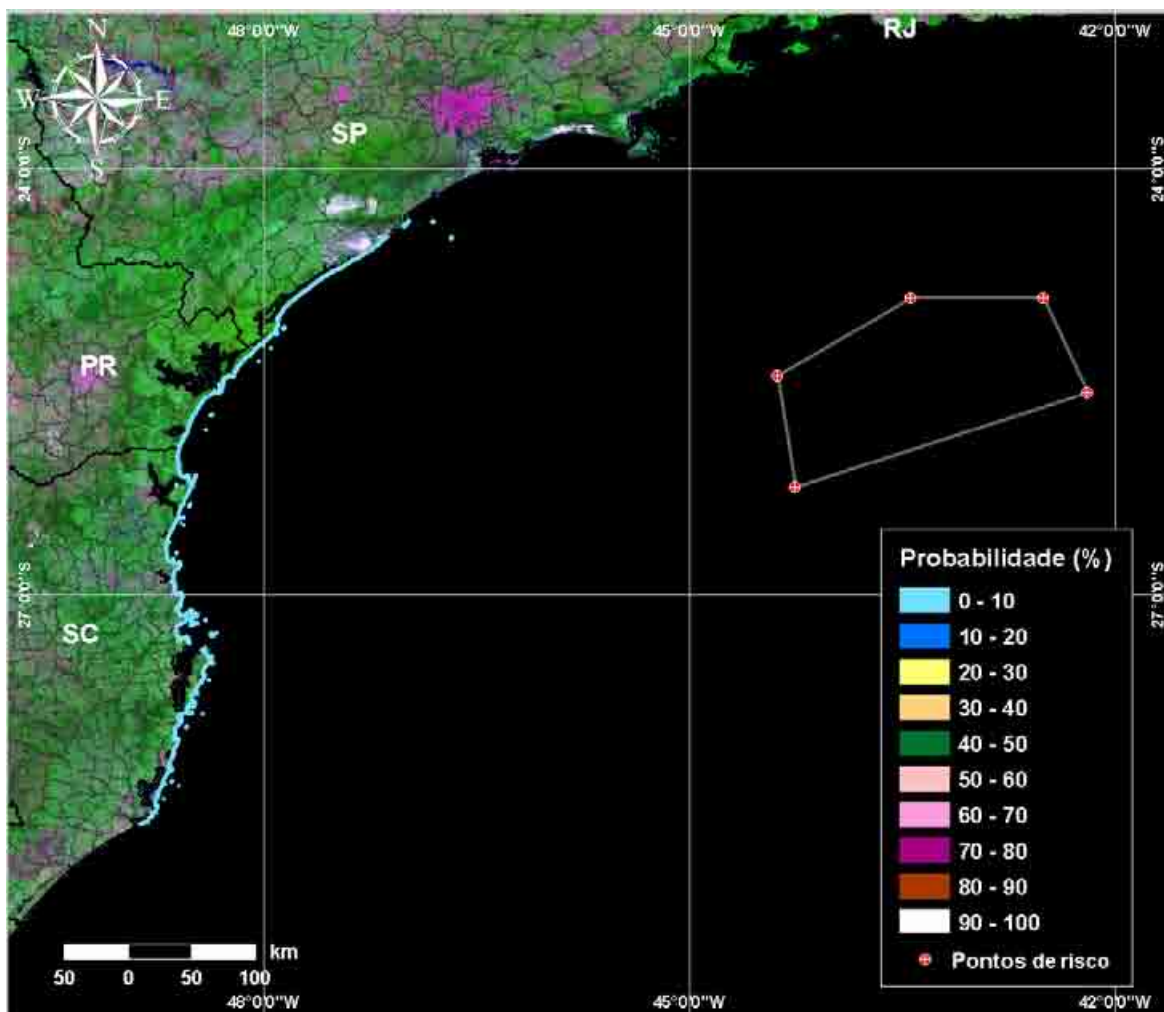 48°0'0"W
45°0'0"W
42°0'0"W
RJ
N
W
E
S
SP
24°0'0"S
24°0'0"S
PR
SC
27°0'0"S
27°0'0"S
Probabilidade (%)
0 - 10
10 - 20
20 - 30
30 - 40
40 - 50
50 - 60
60 - 70
70 - 80
80 - 90
90 - 100
Pontos de risco
km
50 0 50 100
48°0'0"W
45°0'0"W
42°0'0"W